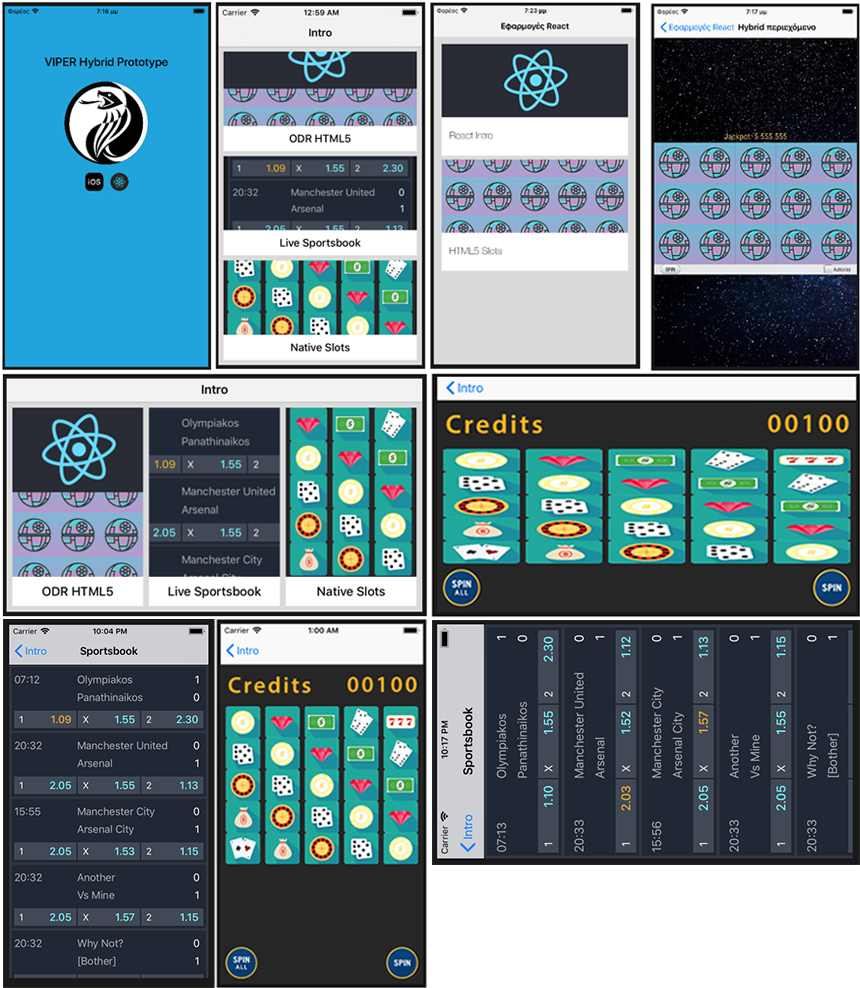 Φορέας 7:16 μμ
VIPER Hybrid Prototype
iOS
Carrier 12:59 AM
Intro
ODR HTML5
1 1.09 X 1.55 2 2.30
20:32 Manchester United 0
Arsenal 1
1 2.05 X 1.55 2 1.13
Live Sportsbook
Native Slots
Φορέας 7:23 μμ
Εφαρμογές React
React Intro
HTML5 Slots
Φορέας 7:17 μμ
Εφαρμογές React Hybrid περιεχόμενο
Jackpot: 5 555 555
SPIN Autoplay
Intro
Olympiakos
Panathinaikos
1.09 X 1.55 2
Manchester United
Arsenal
2.05 X 1.55 2
Manchester City
Arsenal City
ODR HTML5
Live Sportsbook
Native Slots
Intro
Credits 00100
777
SPIN ALL
SPIN
Carrier 10:04 PM
Intro Sportsbook
07:12 Olympiakos 1
Panathinaikos 0
1 1.09 X 1.55 2 2.30
20:32 Manchester United 0
Arsenal 1
1 2.05 X 1.55 2 1.13
15:55 Manchester City 0
Arsenal City 1
1 2.05 X 1.53 2 1.15
20:32 Another 0
Vs Mine 1
1 2.05 X 1.57 2 1.15
20:32 Why Not? 0
[Bother] 1
Carrier 1:00 AM
Intro
Credits 00100
777
SPIN ALL
SPIN
Carrier 10:17 PM
Intro Sportsbook
07:13 Olympiakos 1
Panathinaikos 0
1 1.10 X 1.55 2 2.30
20:33 Manchester United 0
Arsenal 1
1 2.03 X 1.52 2 1.12
15:56 Manchester City 0
Arsenal City 1
1 2.05 X 1.57 2 1.13
20:33 Another 0
Vs Mine 1
1 2.05 X 1.55 2 1.15
20:33 Why Not? 0
[Bother] 1